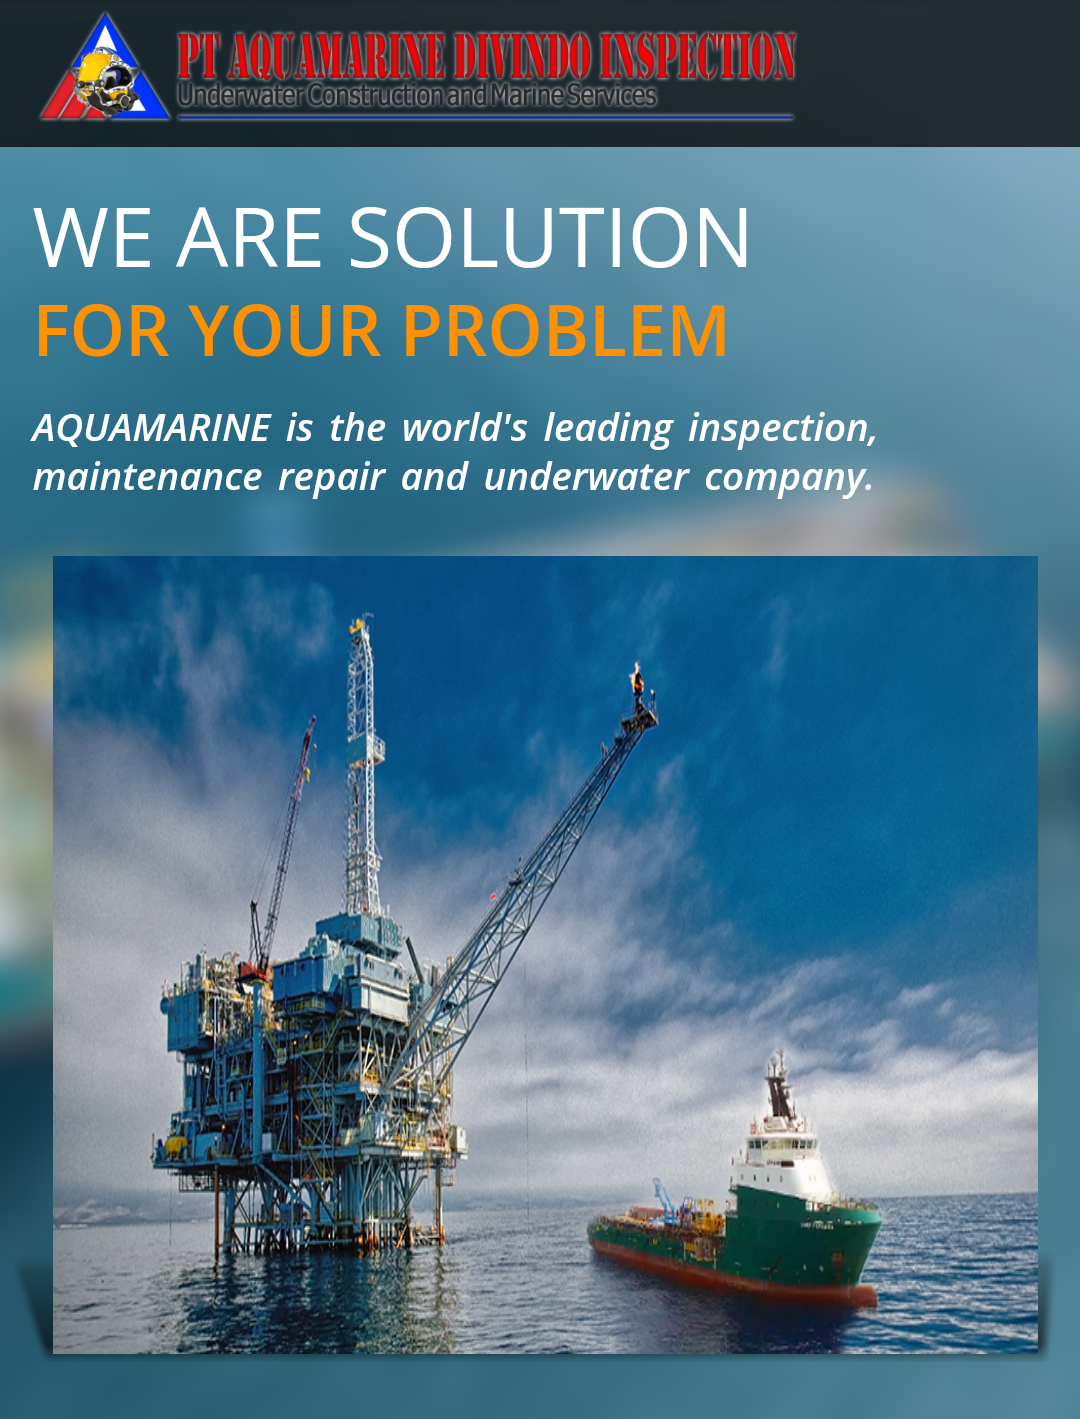 PT AQUAMARINE DIVINDO INSPECTION
Underwater Construction and Marine Services
WE ARE SOLUTION
FOR YOUR PROBLEM
AQUAMARINE is the world's leading inspection,
maintenance repair and underwater company.